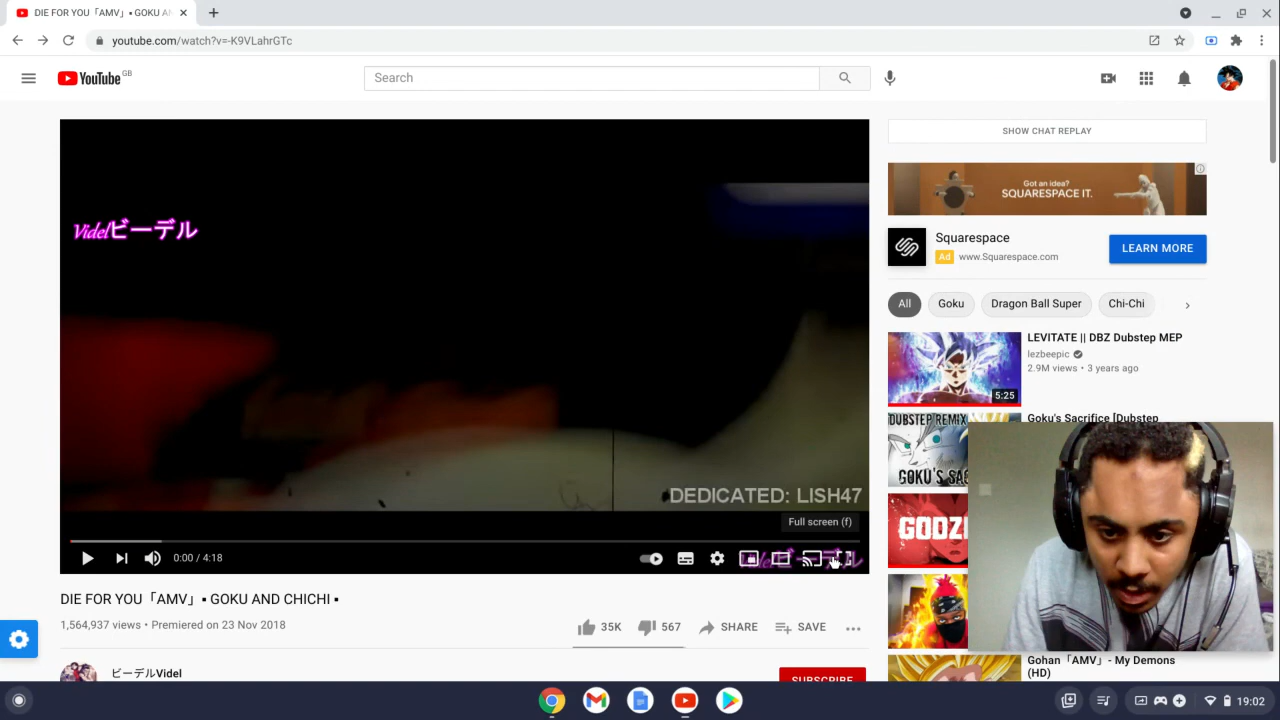 DIE FOR YOU「AMV」▪ GOKU AN
youtube.com/watch?v=-K9VLahrGTc
YouTube GB
Search
SHOW CHAT REPLAY
Got an idea?
SQUARESPACE IT.
Squarespace
Ad www.Squarespace.com
LEARN MORE
All
Goku
Dragon Ball Super
Chi-Chi
Videlビーデル
LEVITATE || DBZ Dubstep MEP
lezbeepic
2.9M views • 3 years ago
5:25
Goku's Sacrifice [Dubstep
DUBSTEP REMIX
GOKU'S SA
GODZ
DEDICATED: LISH47
Full screen (f)
0:00 / 4:18
DIE FOR YOU「AMV」▪ GOKU AND CHICHI ▪
1,564,937 views • Premiered on 23 Nov 2018
35K
567
SHARE
SAVE
ビーデルVidel
SUBSCRIBE
Gohan「AMV」- My Demons
(HD)
19:02